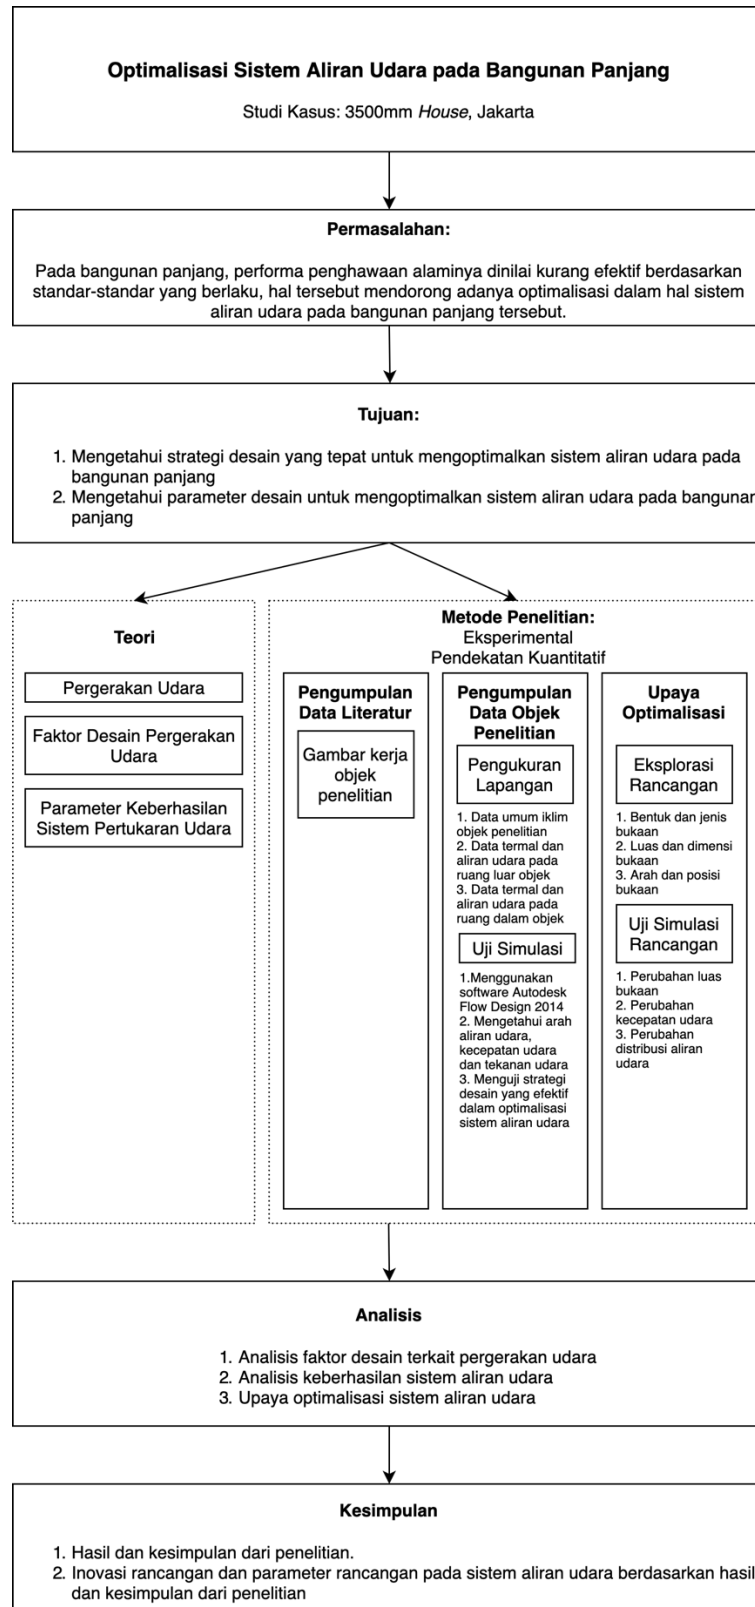 Optimalisasi Sistem Aliran Udara pada Bangunan Panjang
Studi Kasus: 3500mm House, Jakarta
Permasalahan:
Pada bangunan panjang, performa penghawaan alaminya dinilai kurang efektif berdasarkan
standar-standar yang berlaku, hal tersebut mendorong adanya optimalisasi dalam hal sistem
aliran udara pada bangunan panjang tersebut.
Tujuan:
1. Mengetahui strategi desain yang tepat untuk mengoptimalkan sistem aliran udara pada
bangunan panjang
2. Mengetahui parameter desain untuk mengoptimalkan sistem aliran udara pada bangunan
panjang
Teori
Pergerakan Udara
Faktor Desain Pergerakan
Udara
Parameter Keberhasilan
Sistem Pertukaran Udara
Metode Penelitian:
Eksperimental
Pendekatan Kuantitatif
Pengumpulan
Data Literatur
Gambar kerja
objek
penelitian
Pengumpulan
Data Objek
Penelitian
Pengukuran
Lapangan
1. Data umum iklim
objek penelitian
2. Data termal dan
aliran udara pada
ruang luar objek
3. Data termal dan
aliran udara pada
ruang dalam objek
Uji Simulasi
1.Menggunakan
software Autodesk
Flow Design 2014
2. Mengetahui arah
aliran udara,
kecepatan udara
dan tekanan udara
3. Menguji strategi
desain yang efektif
dalam optimalisasi
sistem aliran udara
Upaya
Optimalisasi
Eksplorasi
Rancangan
1. Bentuk dan jenis
bukaan
2. Luas dan dimensi
bukaan
3. Arah dan posisi
bukaan
Uji Simulasi
Rancangan
1. Perubahan luas
bukaan
2. Perubahan
kecepatan udara
3. Perubahan
distribusi aliran
udara
Analisis
1. Analisis faktor desain terkait pergerakan udara
2. Analisis keberhasilan sistem aliran udara
3. Upaya optimalisasi sistem aliran udara
Kesimpulan
1. Hasil dan kesimpulan dari penelitian.
2. Inovasi rancangan dan parameter rancangan pada sistem aliran udara berdasarkan hasil
dan kesimpulan dari penelitian